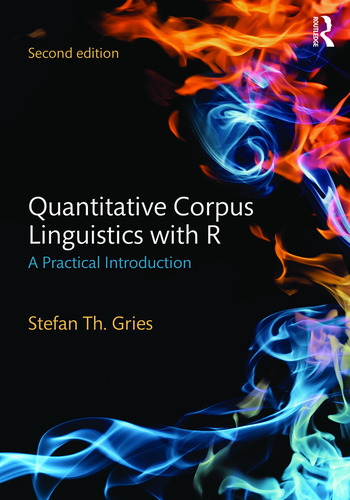 ROUTLEDGE
Second edition
Quantitative Corpus
Linguistics with R
A Practical Introduction
Stefan Th. Gries